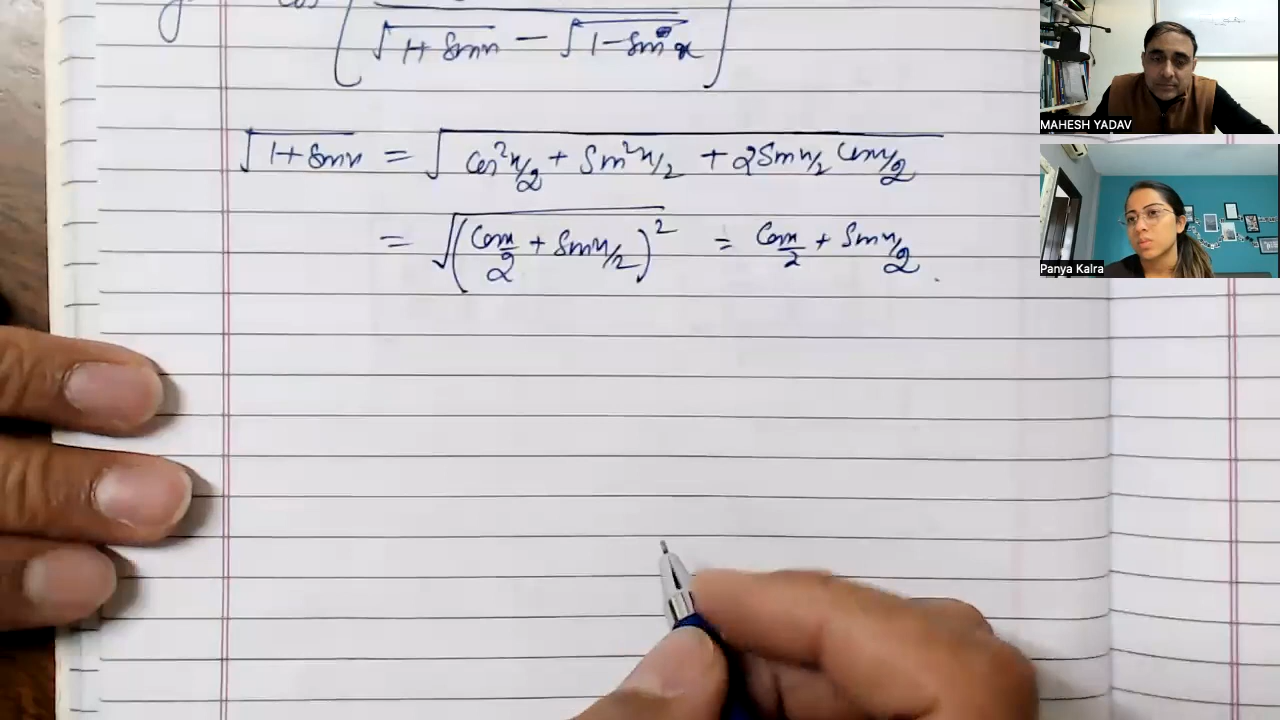 y = cos
√1+Sinx − √1−Sinx
√1+Sinx = √Cos²x/2 + Sin²x/2 + 2Sinx/2 Cosx/2
= √(Cosx/2 + Sinx/2)² = Cosx/2 + Sinx/2.
MAHESH YADAV
Panya Kalra